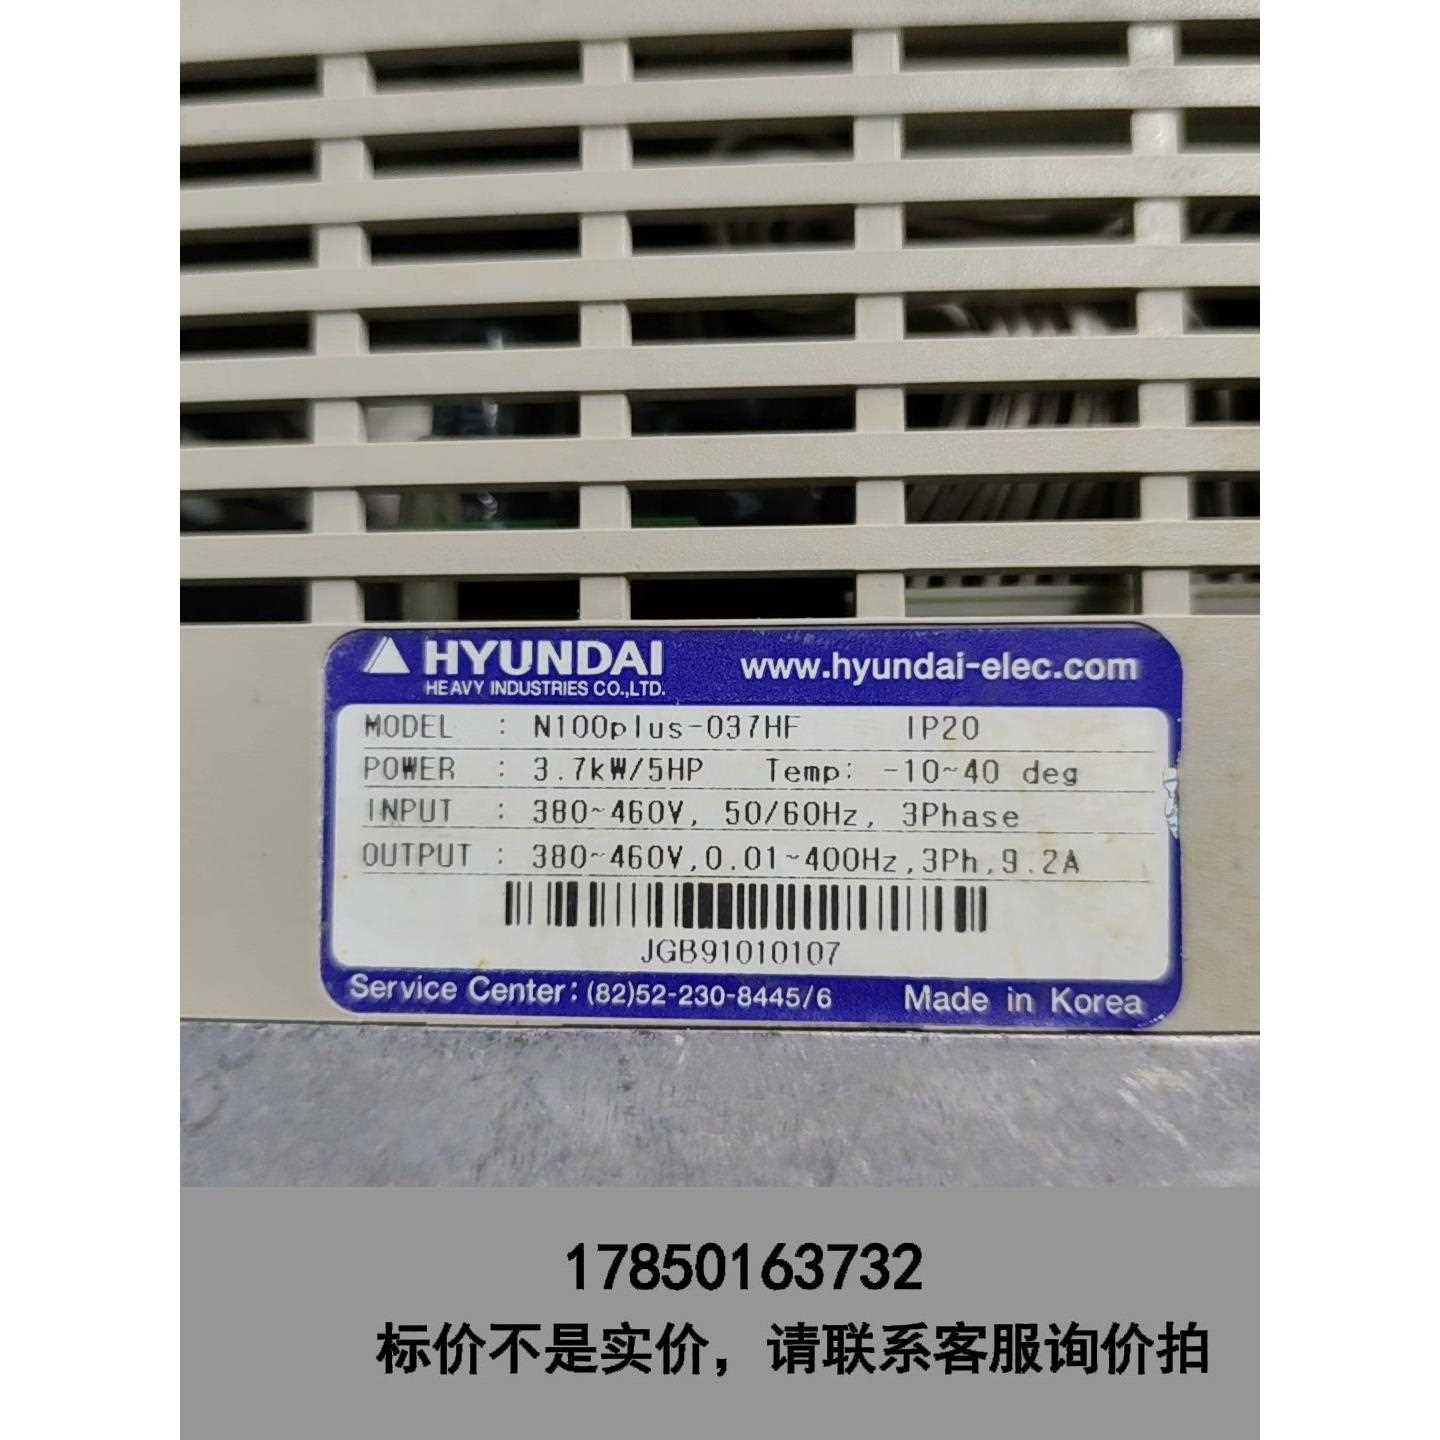 HYUNDAI www.hyundai-elec.com
HEAVY INDUSTRIES CO.,LTD.
MODEL : N100plus-037HF IP20
POWER : 3.7kW/5HP Temp: -10~40 deg
INPUT : 380~460V, 50/60Hz, 3Phase
OUTPUT : 380~460V,0.01~400Hz,3Ph,9.2A
JGB91010107
Service Center: (82)52-230-8445/6 Made in Korea
17850163732
标价不是实价，请联系客服询价拍